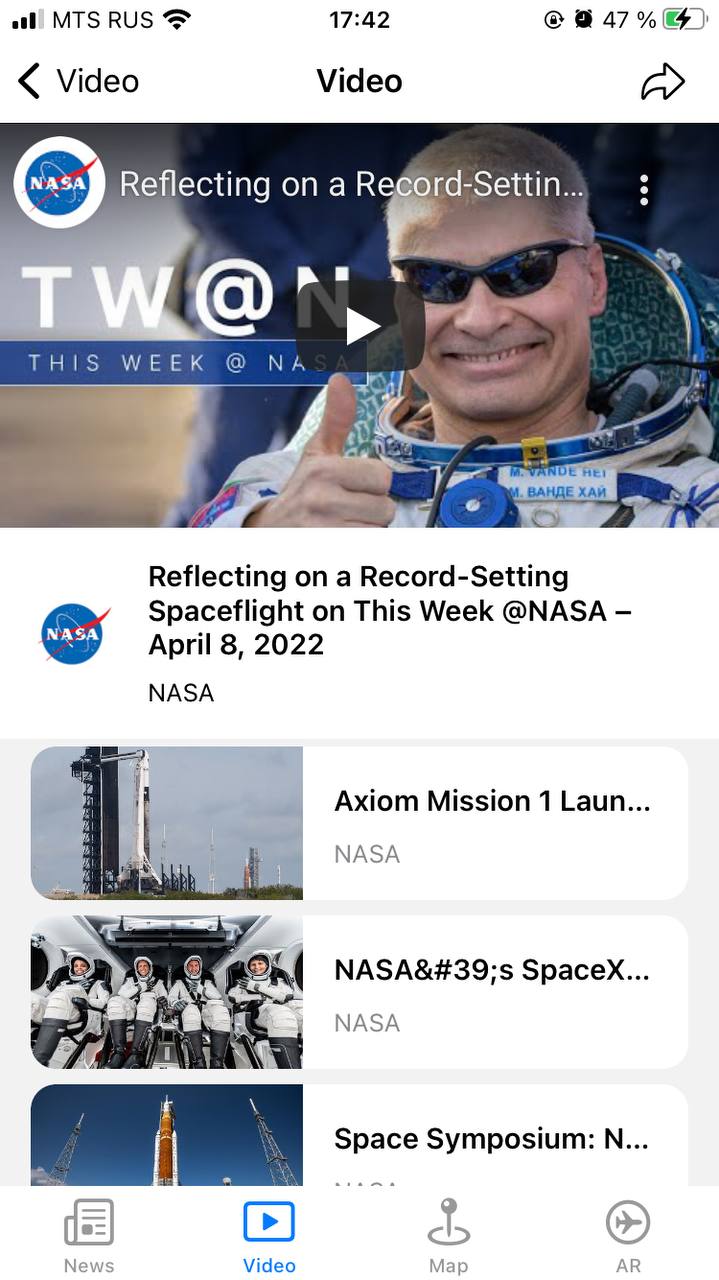 MTS RUS
17:42
47 %
Video
Video
NASA
Reflecting on a Record-Settin...
TW@N
THIS WEEK @ NASA
M. VANDE HEI
М. ВАНДЕ ХАЙ
Reflecting on a Record-Setting
Spaceflight on This Week @NASA –
April 8, 2022
NASA
NASA
Axiom Mission 1 Laun...
NASA
NASA&#39;s SpaceX...
NASA
Space Symposium: N...
NASA
News
Video
Map
AR